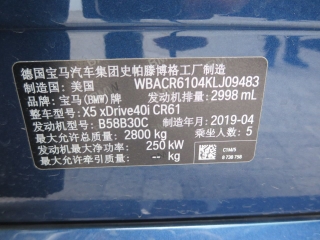 德国宝马汽车集团史帕滕博格工厂制造
制造国: 美国 WBACR6104KLJ09483
品牌: 宝马(BMW)牌 发动机排量: 2998 mL
整车型号: X5 xDrive40i CR61
发动机型号: B58B30C 制造年月: 2019-04
最大允许总质量: 2800 kg 乘坐人数: 5
发动机最大净功率: 250 kW
最大允许牵引质量: -- kg